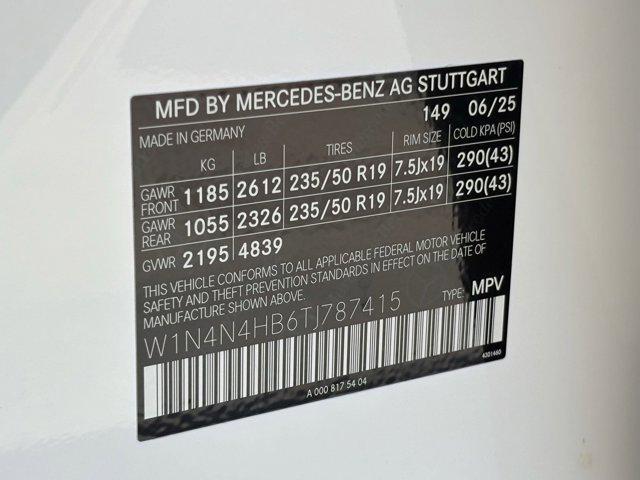 MFD BY MERCEDES-BENZ AG STUTTGART
149 06/25
MADE IN GERMANY
KG LB TIRES RIM SIZE COLD KPA(PSI)
GAWR FRONT 1185 2612 235/50 R19 7.5Jx19 290(43)
GAWR REAR 1055 2326 235/50 R19 7.5Jx19 290(43)
GVWR 2195 4839
THIS VEHICLE CONFORMS TO ALL APPLICABLE FEDERAL MOTOR VEHICLE
SAFETY AND THEFT PREVENTION STANDARDS IN EFFECT ON THE DATE OF
MANUFACTURE SHOWN ABOVE.
TYPE: MPV
W1N4N4HB6TJ787415
A 000 817 54 04
4301460